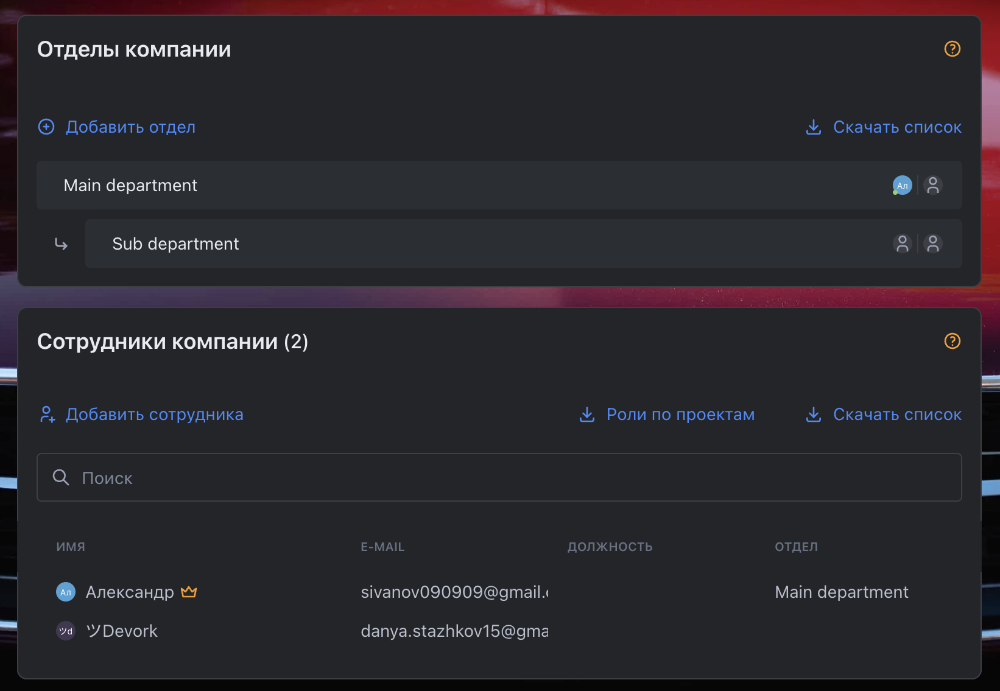 Отделы компании
Добавить отдел
Скачать список
Main department
Ал
Sub department
Сотрудники компании (2)
Добавить сотрудника
Роли по проектам
Скачать список
Поиск
ИМЯ E-MAIL ДОЛЖНОСТЬ ОТДЕЛ
Ал Александр sivanov090909@gmail. Main department
ツd ツDevork danya.stazhkov15@gma